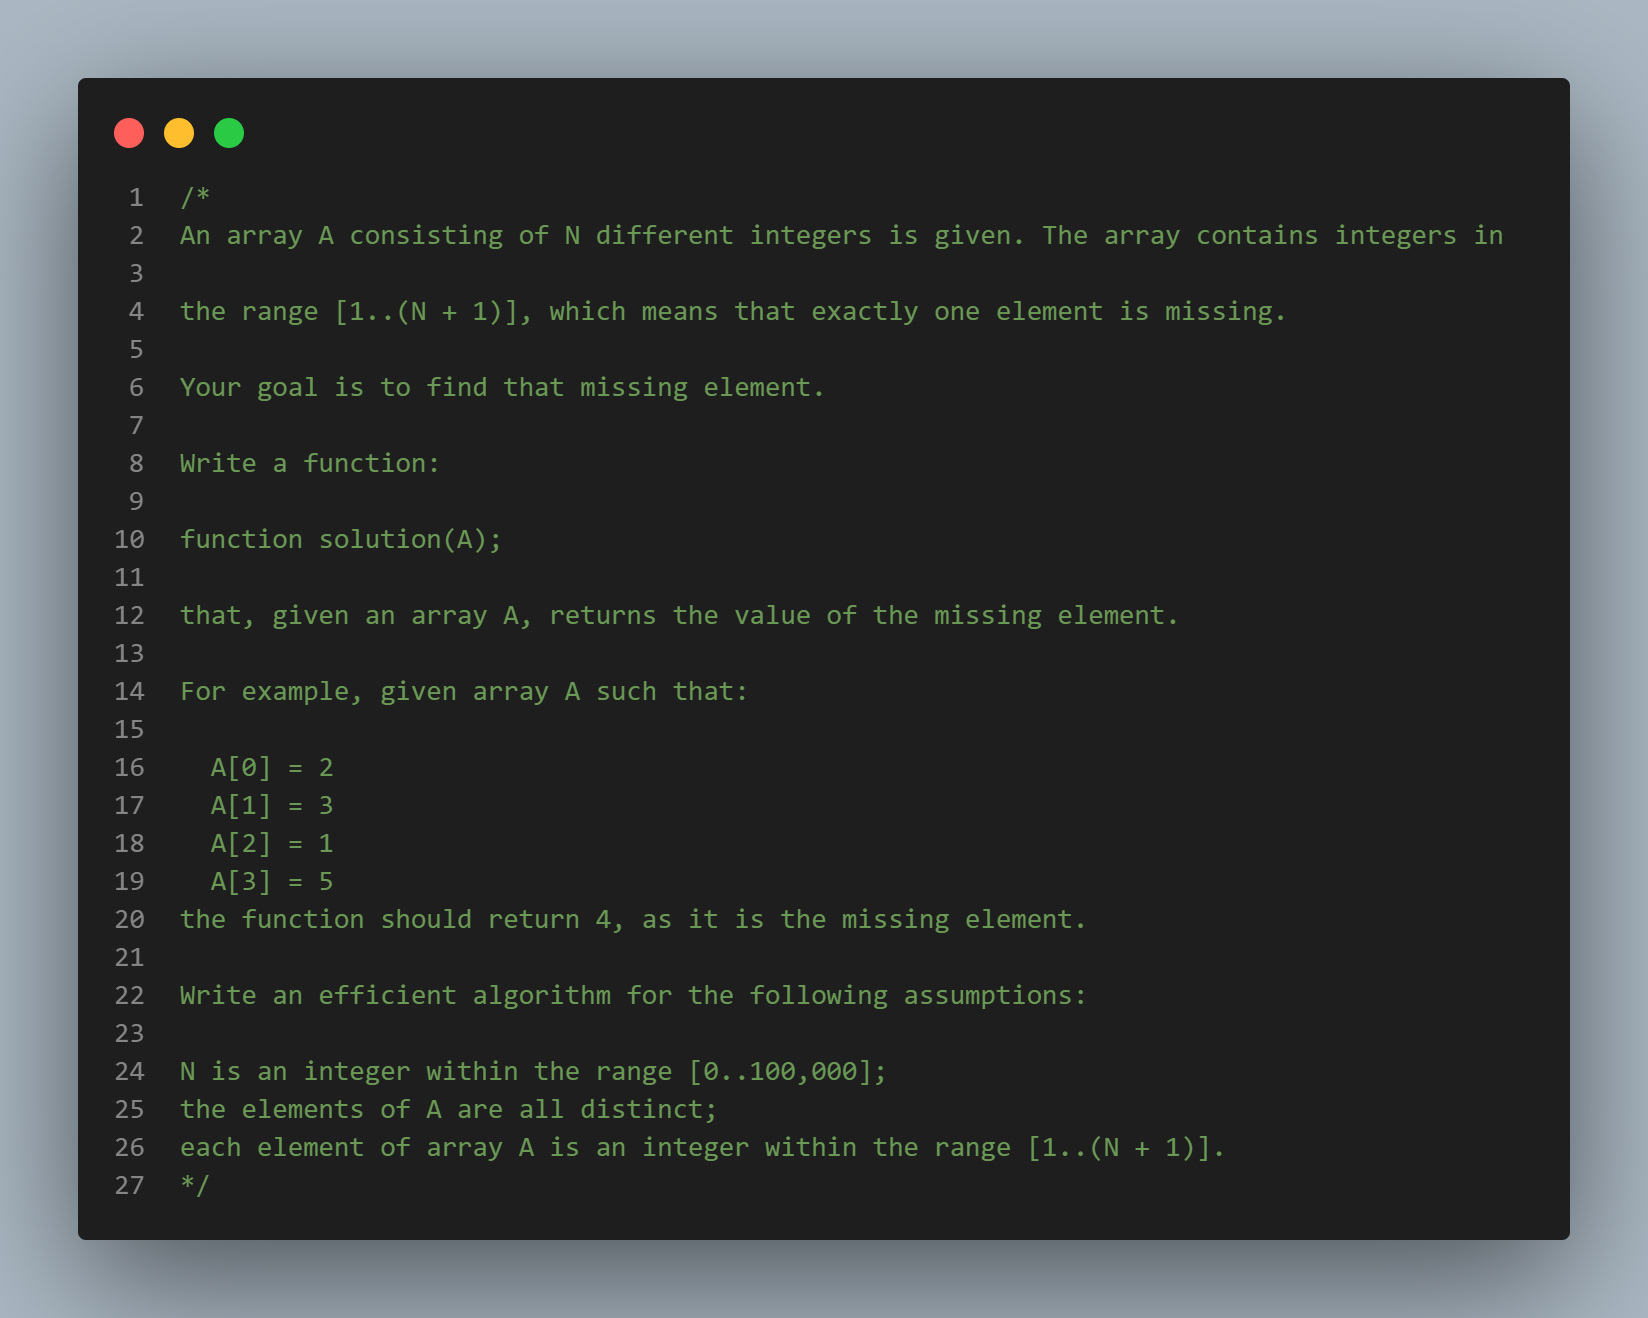 1 /*
2 An array A consisting of N different integers is given. The array contains integers in
3
4 the range [1..(N + 1)], which means that exactly one element is missing.
5
6 Your goal is to find that missing element.
7
8 Write a function:
9
10 function solution(A);
11
12 that, given an array A, returns the value of the missing element.
13
14 For example, given array A such that:
15
16   A[0] = 2
17   A[1] = 3
18   A[2] = 1
19   A[3] = 5
20 the function should return 4, as it is the missing element.
21
22 Write an efficient algorithm for the following assumptions:
23
24 N is an integer within the range [0..100,000];
25 the elements of A are all distinct;
26 each element of array A is an integer within the range [1..(N + 1)].
27 */